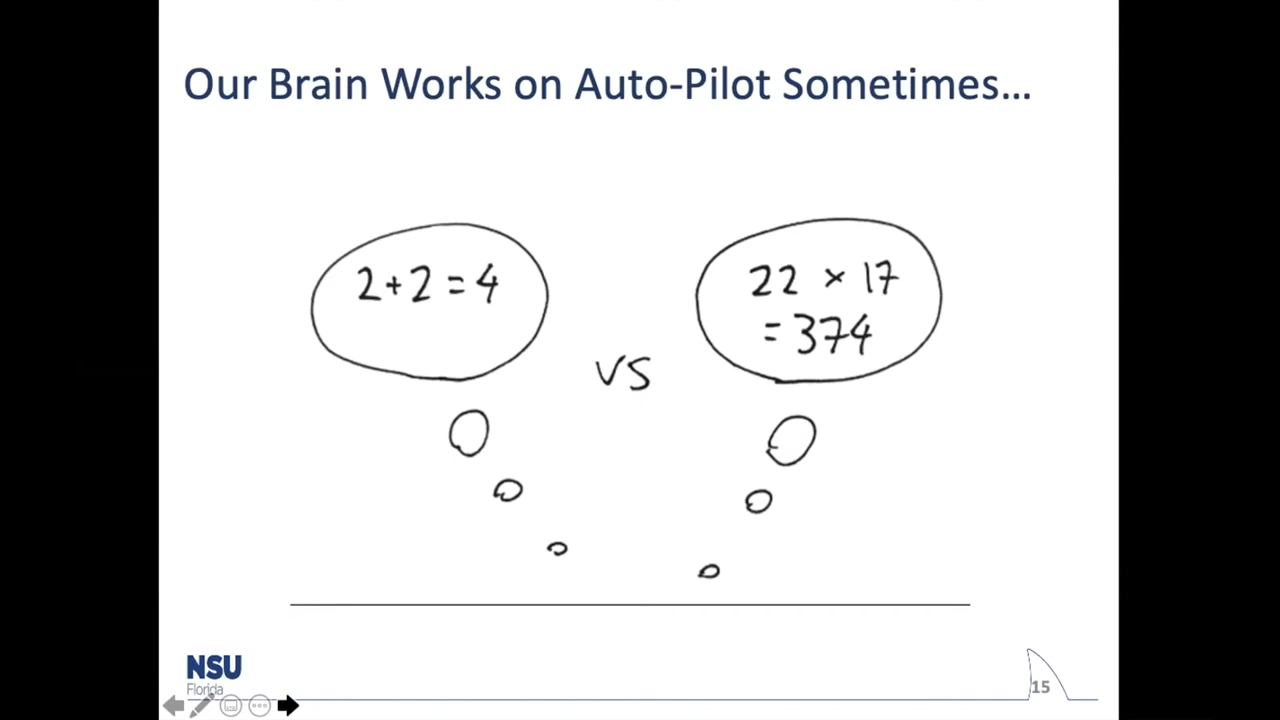 Our Brain Works on Auto-Pilot Sometimes...
2+2=4
vs
22 × 17
= 374
NSU
Florida
15